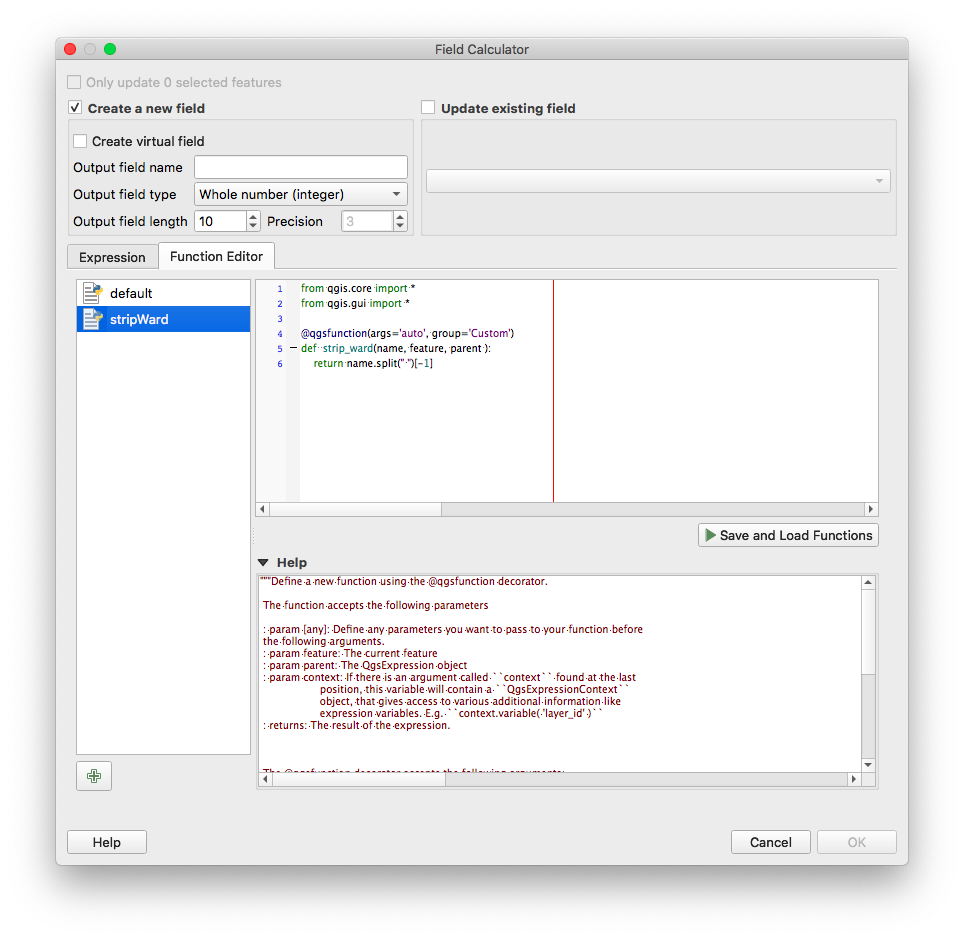 Field Calculator
Only update 0 selected features
Create a new field
Update existing field
Create virtual field
Output field name
Output field type Whole number (integer)
Output field length 10 Precision 3
Expression Function Editor
default
stripWard
1 from qgis.core import *
2 from qgis.gui import *
3
4 @qgsfunction(args='auto', group='Custom')
5 def strip_ward(name, feature, parent ):
6 return name.split(" ")[-1]
Save and Load Functions
Help
"""Define a new function using the @qgsfunction decorator.
The function accepts the following parameters
: param [any]: Define any parameters you want to pass to your function before
the following arguments.
: param feature: The current feature
: param parent: The QgsExpression object
: param context: If there is an argument called ``context`` found at the last
position, this variable will contain a ``QgsExpressionContext``
object, that gives access to various additional information like
expression variables. E.g. ``context.variable( 'layer_id' )``
: returns: The result of the expression.
The @qgsfunction decorator accepts the following arguments:
Help
Cancel
OK